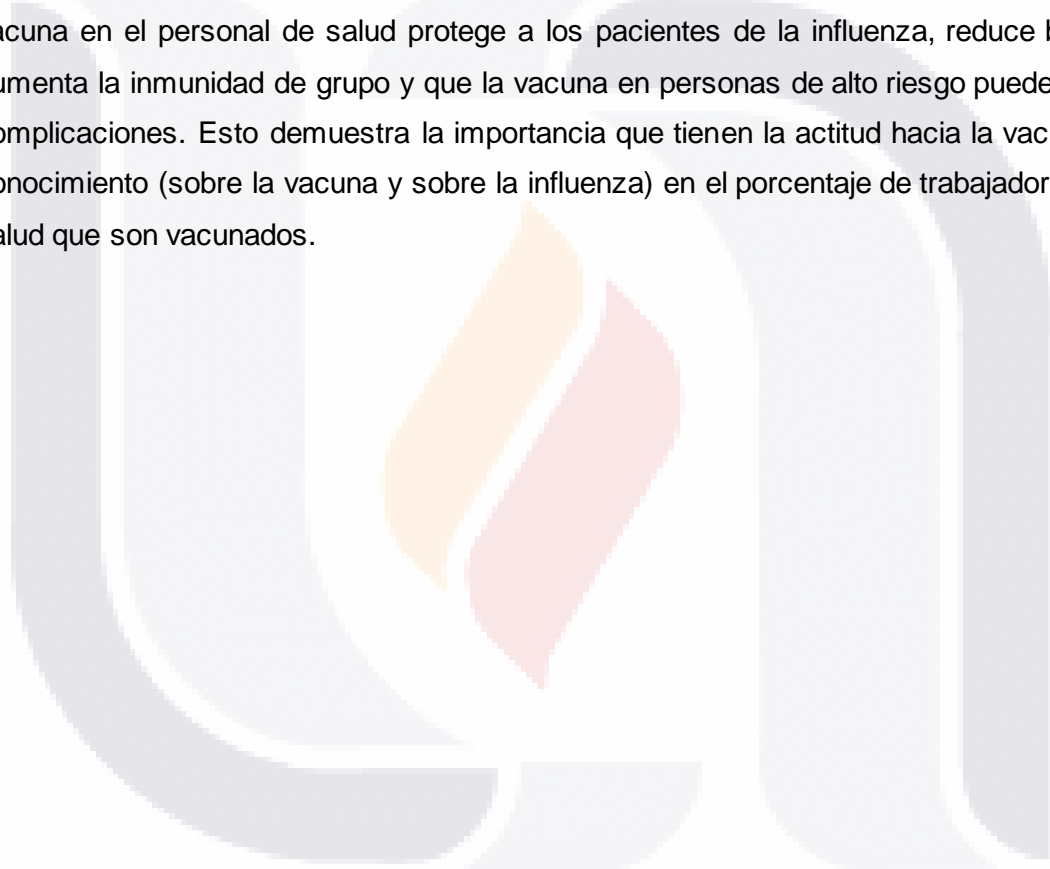 acuna en el personal de salud protege a los pacientes de la influenza, reduce
umenta la inmunidad de grupo y que la vacuna en personas de alto riesgo puede
omplicaciones. Esto demuestra la importancia que tienen la actitud hacia la vac
onocimiento (sobre la vacuna y sobre la influenza) en el porcentaje de trabajador
alud que son vacunados.